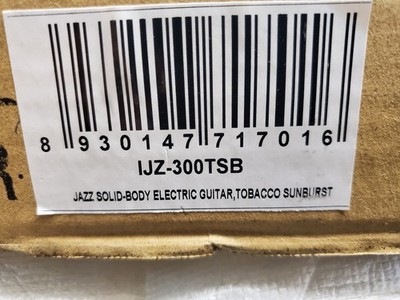 8 930147 717016
IJZ-300TSB
JAZZ SOLID-BODY ELECTRIC GUITAR,TOBACCO SUNBURST